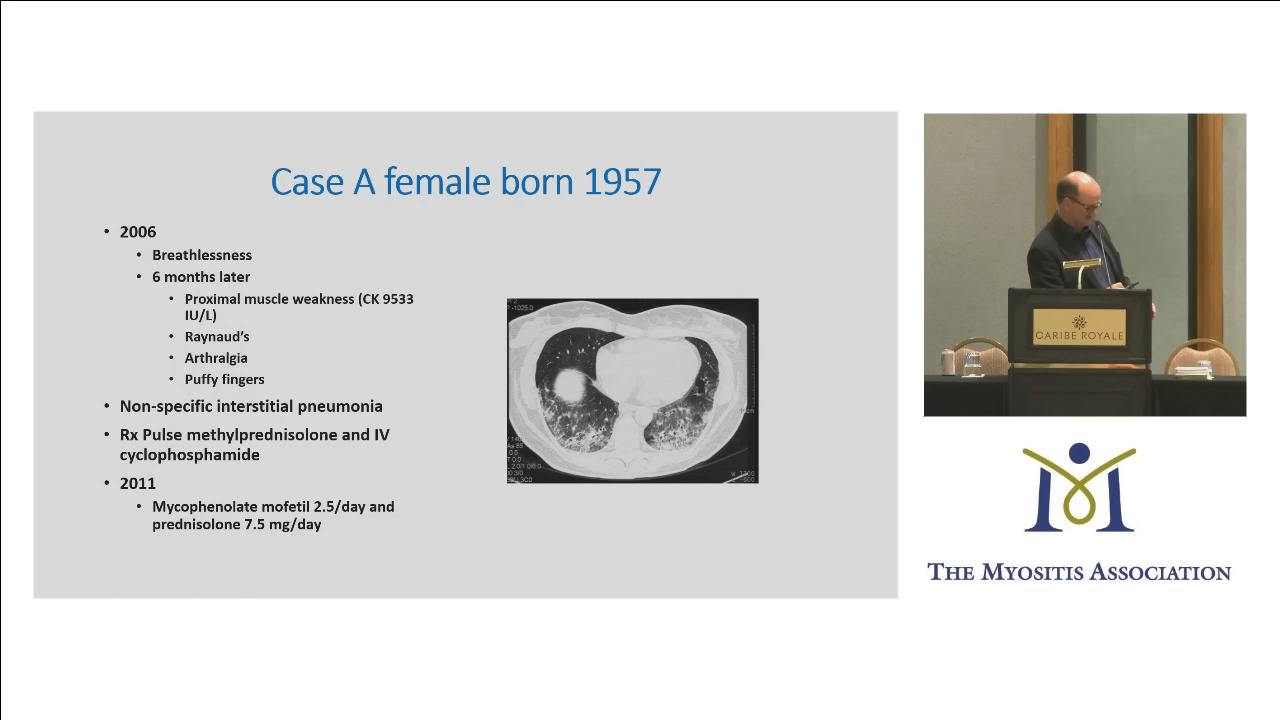 Case A female born 1957
• 2006
• Breathlessness
• 6 months later
• Proximal muscle weakness (CK 9533
IU/L)
• Raynaud's
• Arthralgia
• Puffy fingers
• Non-specific interstitial pneumonia
• Rx Pulse methylprednisolone and IV
cyclophosphamide
• 2011
• Mycophenolate mofetil 2.5/day and
prednisolone 7.5 mg/day
CARIBE ROYALE
THE MYOSITIS ASSOCIATION